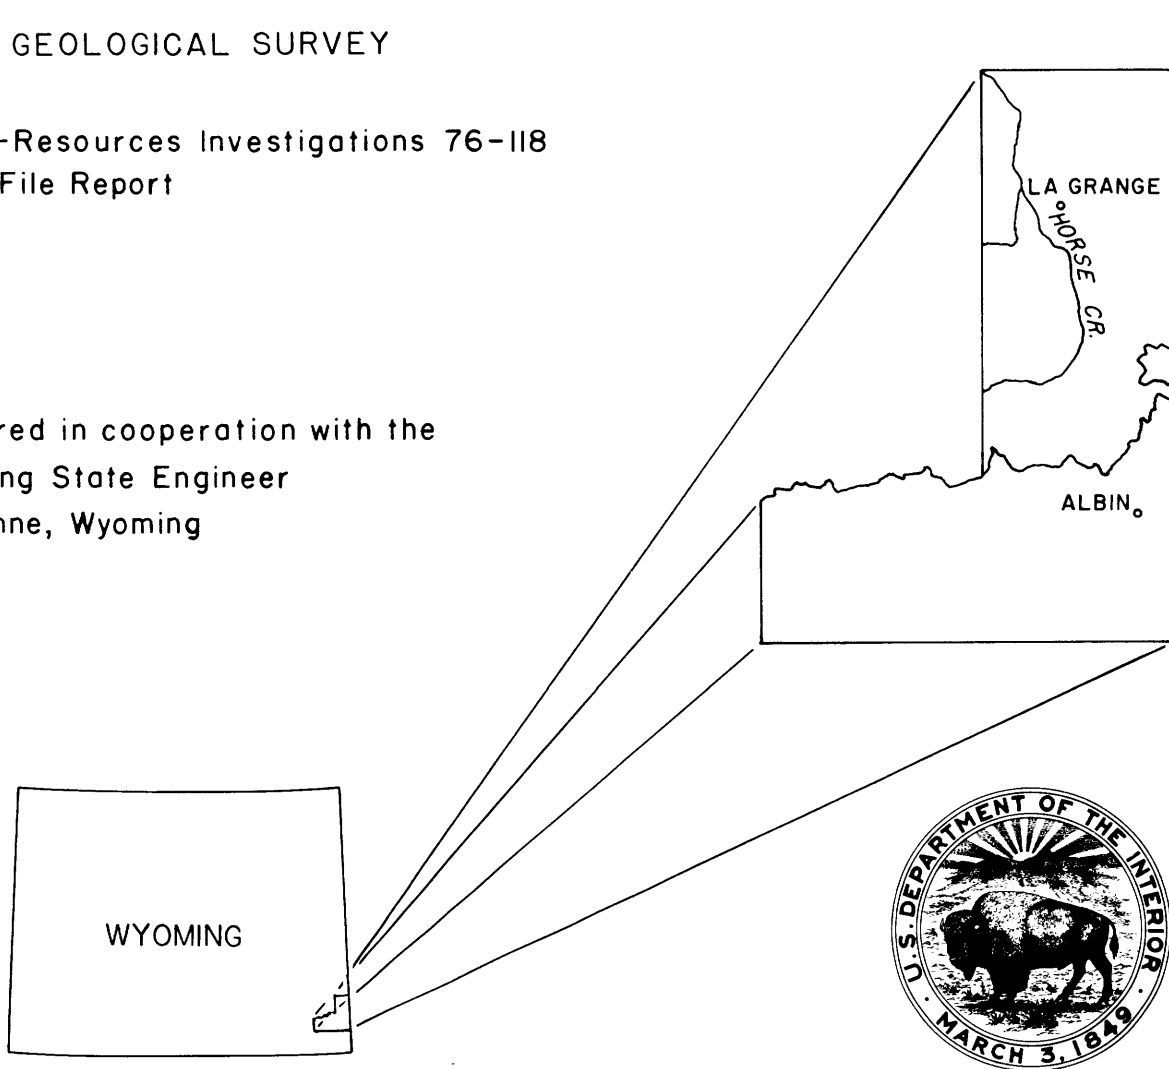 GEOLOGICAL SURVEY
-Resources Investigations 76-118
File Report
LA GRANGE
HORSE CR.
red in cooperation with the
ng State Engineer
nne, Wyoming
ALBIN
WYOMING
U.S. DEPARTMENT OF THE INTERIOR
· MARCH 3, 1849 ·